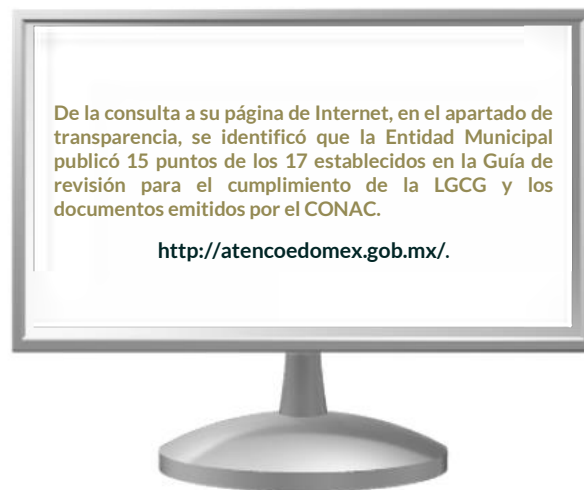 De la consulta a su página de Internet, en el apartado de
transparencia, se identificó que la Entidad Municipal
publicó 15 puntos de los 17 establecidos en la Guía de
revisión para el cumplimiento de la LGCG y los
documentos emitidos por el CONAC.
http://atencoedomex.gob.mx/.